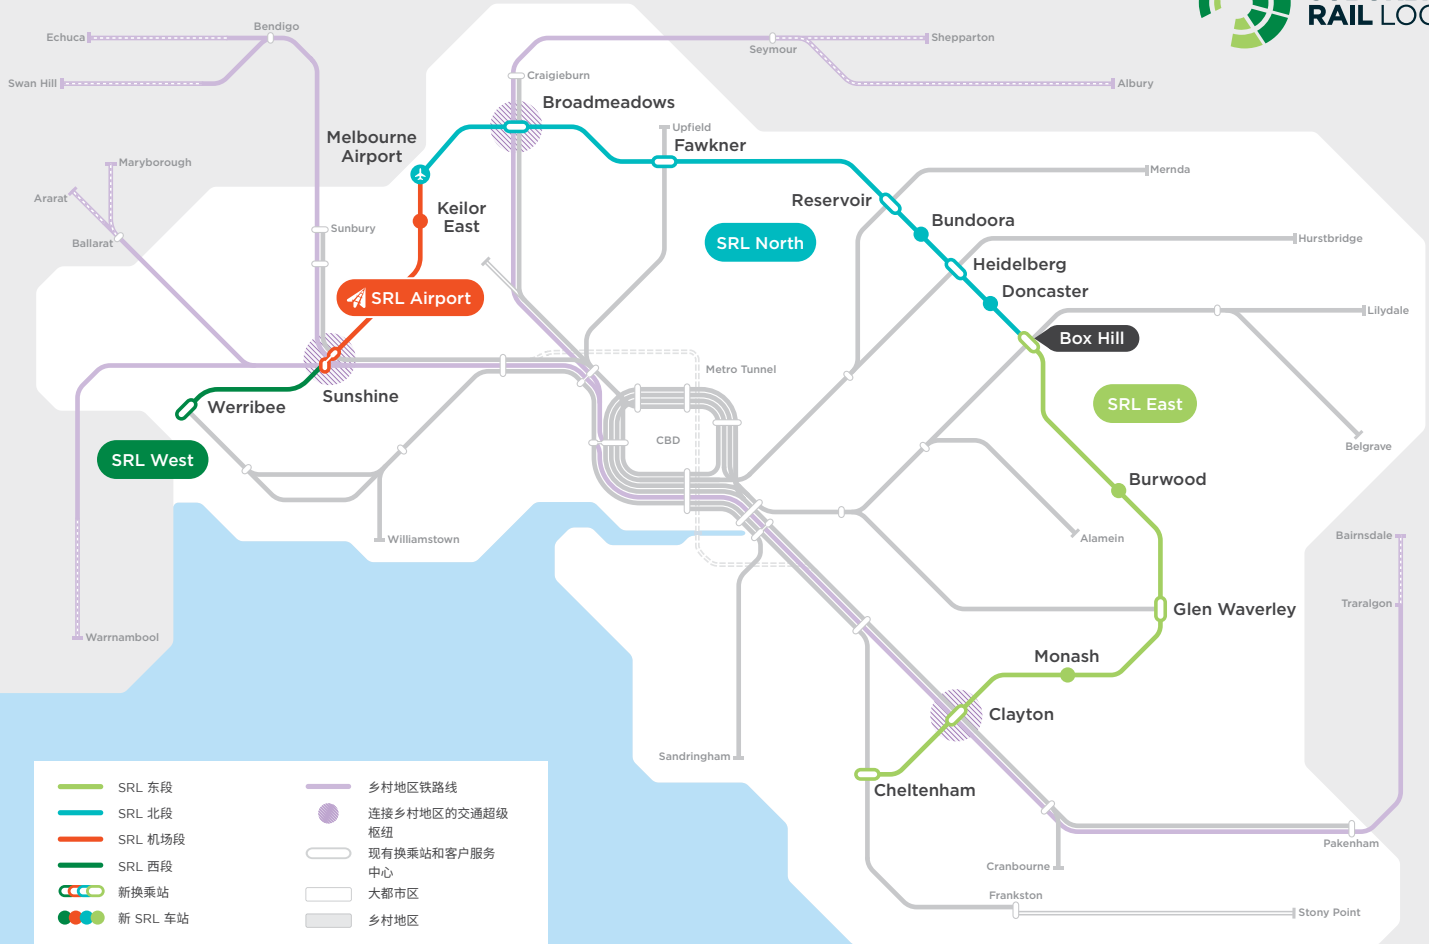 RAIL LOO
Echuca
Bendigo
Swan Hill
Shepparton
Seymour
Albury
Craigieburn
Broadmeadows
Melbourne
Airport
Upfield
Fawkner
Maryborough
Ararat
Ballarat
Sunbury
Keilor
East
Mernda
Reservoir
Bundoora
SRL North
Hurstbridge
Heidelberg
Doncaster
SRL Airport
Lilydale
Box Hill
Metro Tunnel
Sunshine
Werribee
SRL East
CBD
Belgrave
SRL West
Burwood
Williamstown
Alamein
Bairnsdale
Traralgon
Glen Waverley
Warrnambool
Monash
Clayton
Sandringham
Cheltenham
Pakenham
Cranbourne
Frankston
Stony Point
SRL 东段
SRL 北段
SRL 机场段
SRL 西段
新换乘站
新 SRL 车站
乡村地区铁路线
连接乡村地区的交通超级
枢纽
现有换乘站和客户服务
中心
大都市区
乡村地区